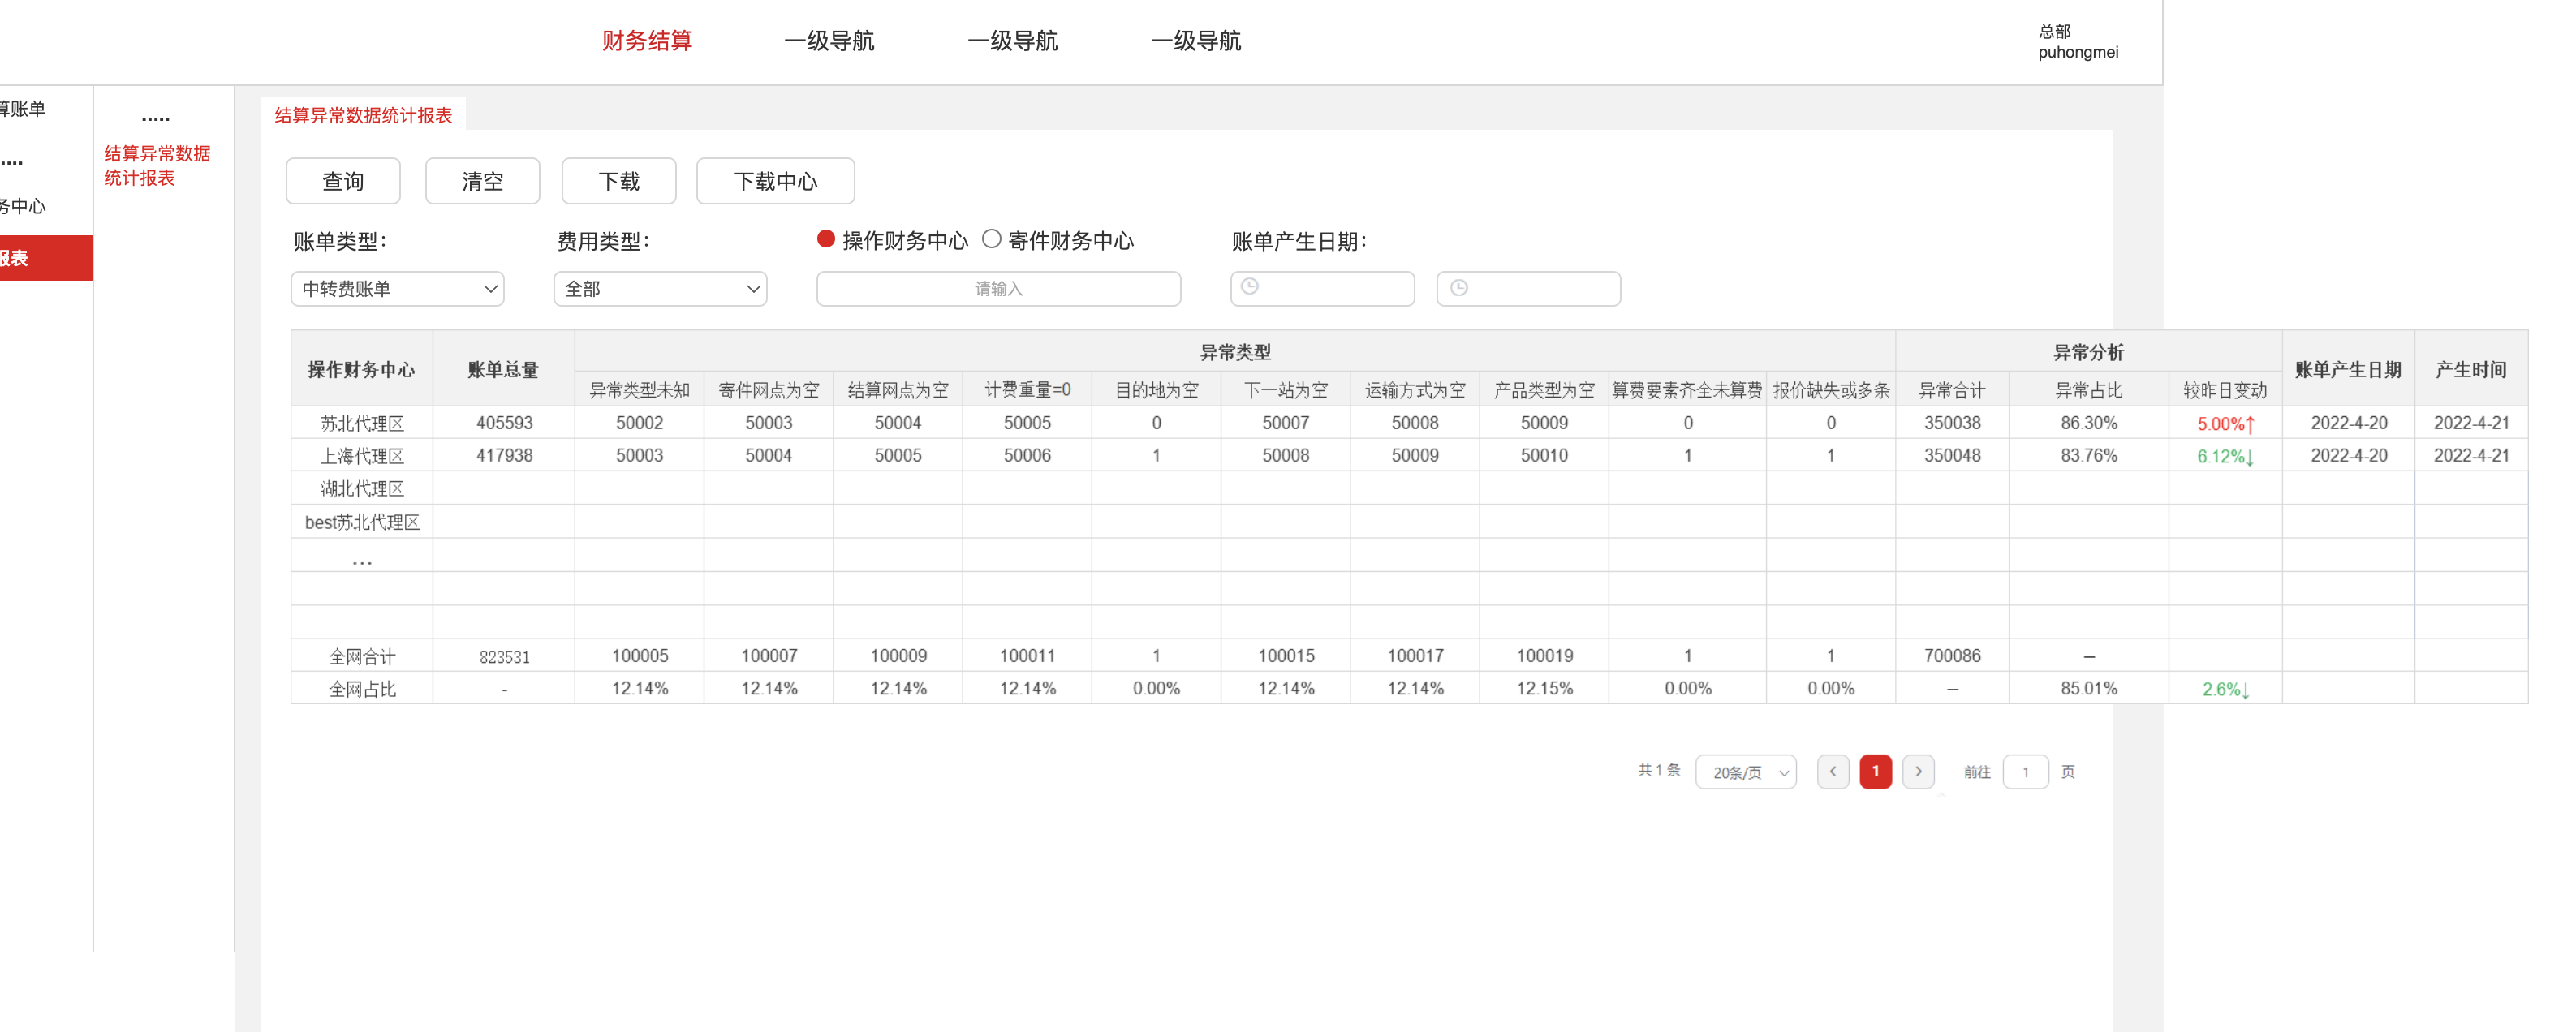 财务结算 一级导航 一级导航 一级导航
总部
puhongmei
算账单
.....
结算异常数据统计报表
结算异常数据
统计报表
....
务中心
报表
查询 清空 下载 下载中心
账单类型： 费用类型： 操作财务中心 寄件财务中心 账单产生日期：
中转费账单 全部 请输入
操作财务中心 账单总量 异常类型 异常分析 账单产生日期 产生时间
异常类型未知 寄件网点为空 结算网点为空 计费重量=0 目的地为空 下一站为空 运输方式为空 产品类型为空 算费要素齐全未算费 报价缺失或多条 异常合计 异常占比 较昨日变动
苏北代理区 405593 50002 50003 50004 50005 0 50007 50008 50009 0 0 350038 86.30% 5.00%↑ 2022-4-20 2022-4-21
上海代理区 417938 50003 50004 50005 50006 1 50008 50009 50010 1 1 350048 83.76% 6.12%↓ 2022-4-20 2022-4-21
湖北代理区
best苏北代理区
...
全网合计 823531 100005 100007 100009 100011 1 100015 100017 100019 1 1 700086 –
全网占比 - 12.14% 12.14% 12.14% 12.14% 0.00% 12.14% 12.14% 12.15% 0.00% 0.00% – 85.01% 2.6%↓
共 1 条 20条/页 < 1 > 前往 1 页